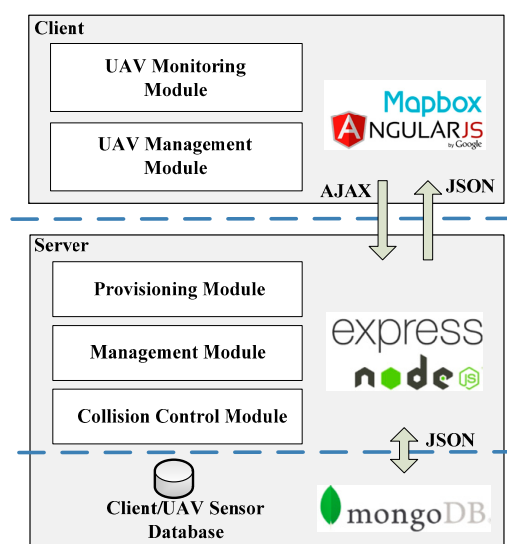 Client
UAV Monitoring
Module
UAV Management
Module
Mapbox
ANGULARJS
by Google
AJAX
JSON
Server
Provisioning Module
Management Module
Collision Control Module
express
node
JS
JSON
Client/UAV Sensor
Database
mongoDB